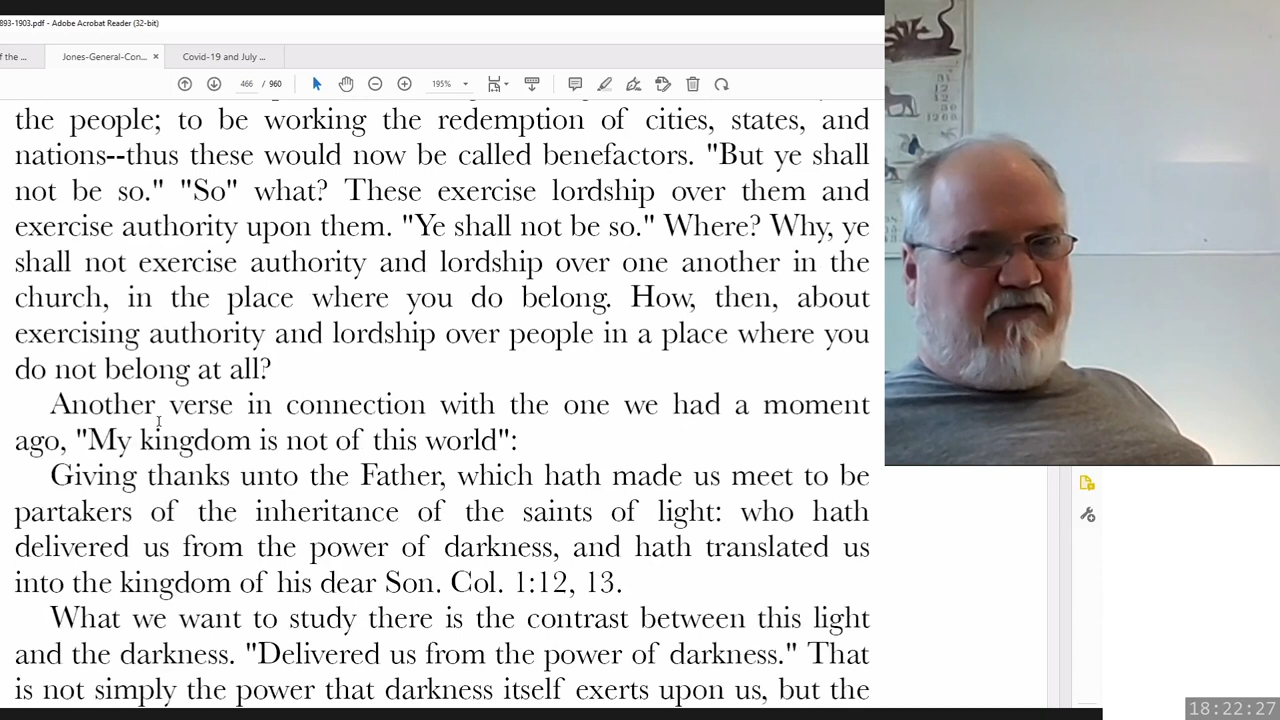 893-1903.pdf - Adobe Acrobat Reader (32-bit)
f the ...
Jones-General-Con... ×
Covid-19 and July ...
466 / 960
195%
the people; to be working the redemption of cities, states, and
nations--thus these would now be called benefactors. "But ye shall
not be so." "So" what? These exercise lordship over them and
exercise authority upon them. "Ye shall not be so." Where? Why, ye
shall not exercise authority and lordship over one another in the
church, in the place where you do belong. How, then, about
exercising authority and lordship over people in a place where you
do not belong at all?
Another verse in connection with the one we had a moment
ago, "My kingdom is not of this world":
Giving thanks unto the Father, which hath made us meet to be
partakers of the inheritance of the saints of light: who hath
delivered us from the power of darkness, and hath translated us
into the kingdom of his dear Son. Col. 1:12, 13.
What we want to study there is the contrast between this light
and the darkness. "Delivered us from the power of darkness." That
is not simply the power that darkness itself exerts upon us, but the
18:22:27